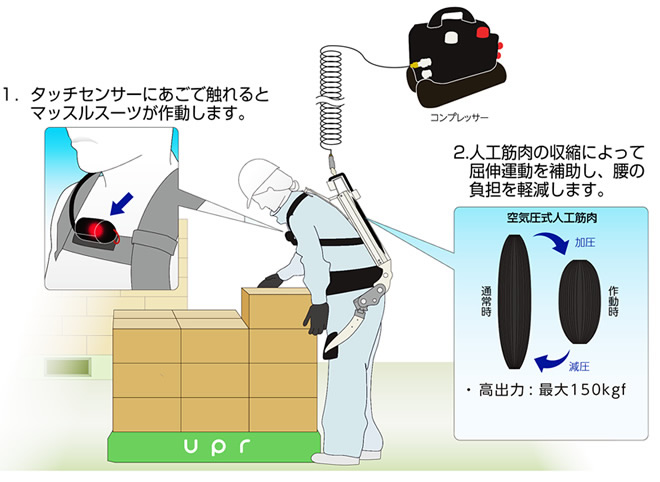 コンプレッサー
1. タッチセンサーにあごで触れると
マッスルスーツが作動します。
2.人工筋肉の収縮によって
屈伸運動を補助し、腰の
負担を軽減します。
空気圧式人工筋肉
加圧
通常時
作動時
減圧
・高出力：最大150kgf
upr